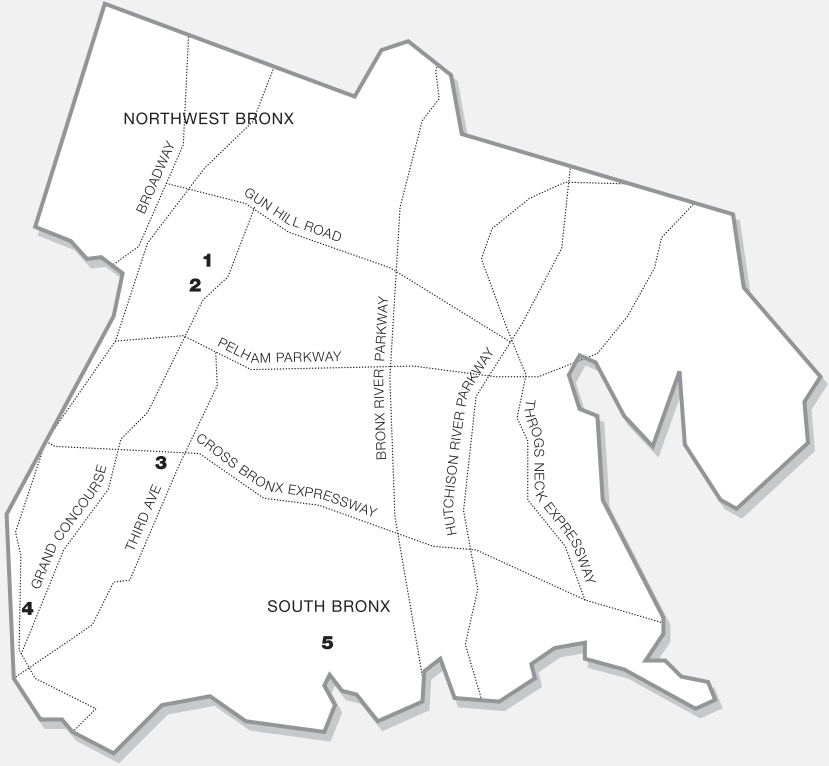 NORTHWEST BRONX
BROADWAY
GUN HILL ROAD
1
2
PELHAM PARKWAY
BRONX RIVER PARKWAY
HUTCHISON RIVER PARKWAY
THROGS NECK EXPRESSWAY
CROSS BRONX EXPRESSWAY
3
GRAND CONCOURSE
THIRD AVE
4
SOUTH BRONX
5